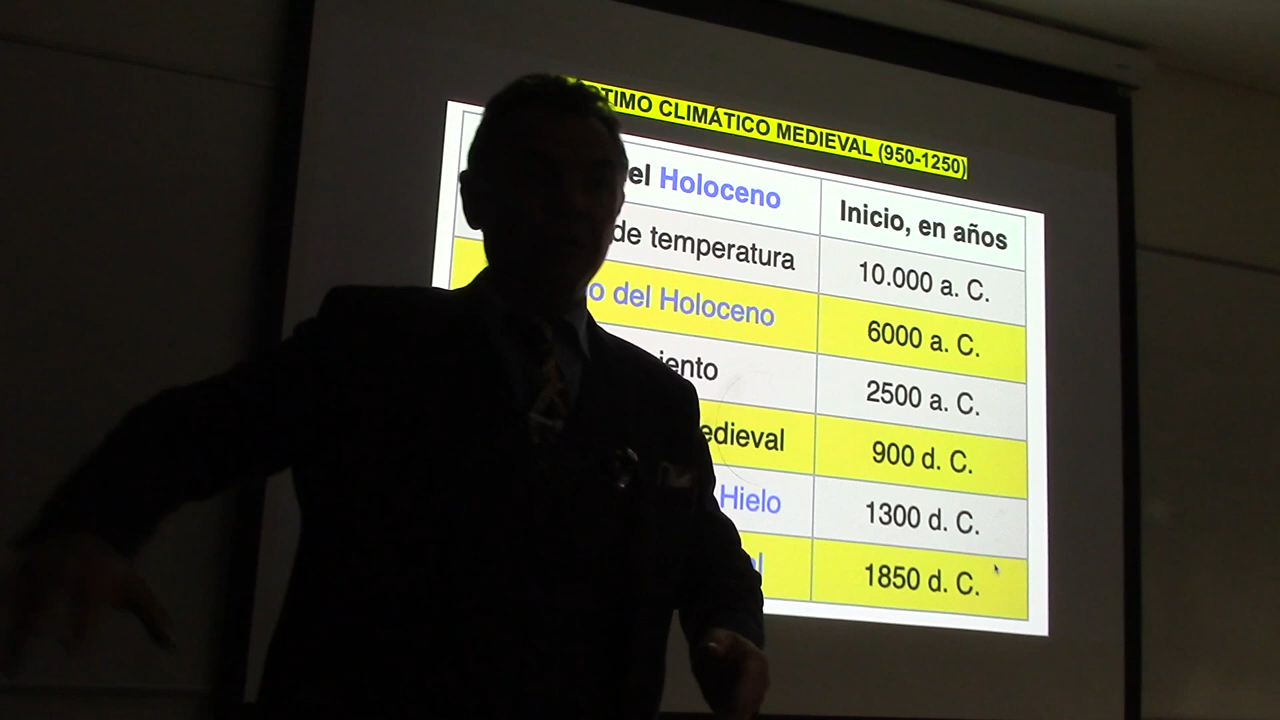 TIMO CLIMÁTICO MEDIEVAL (950-1250)
el Holoceno Inicio, en años
de temperatura 10.000 a. C.
o del Holoceno 6000 a. C.
iento 2500 a. C.
edieval 900 d. C.
Hielo 1300 d. C.
1850 d. C.